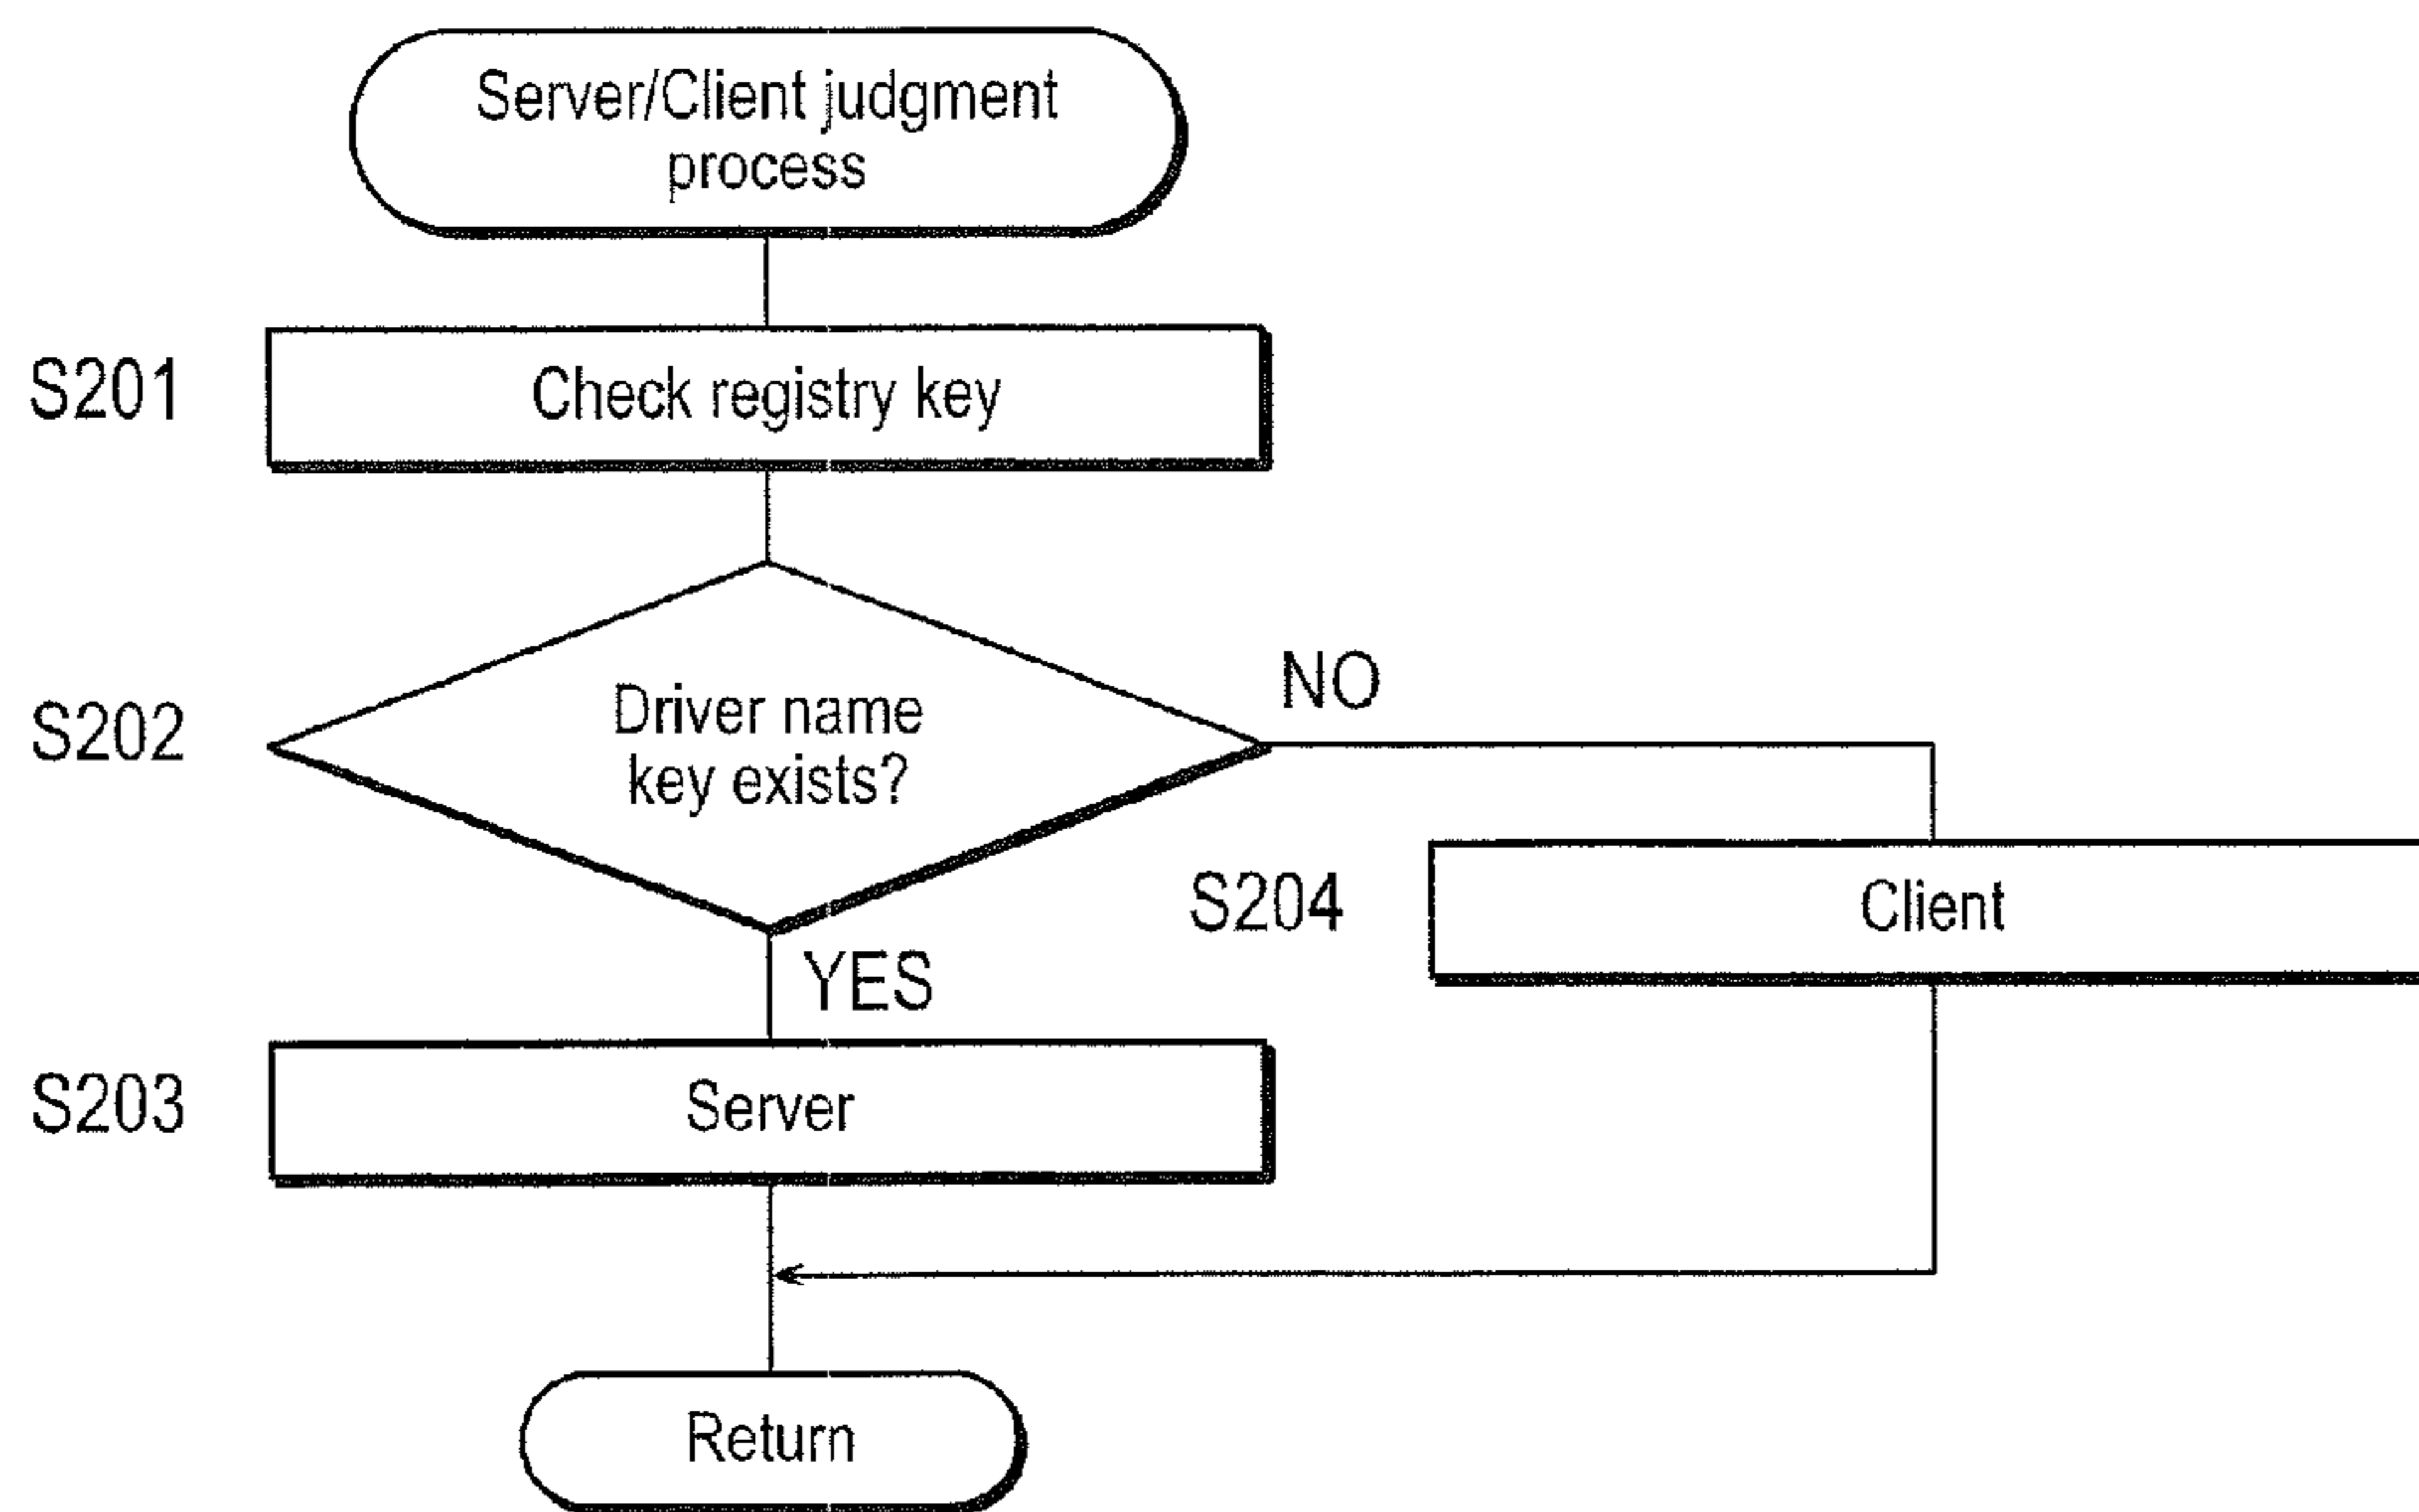 Server/Client judgment
process
S201
Check registry key
S202
Driver name
key exists?
NO
S204
Client
YES
S203
Server
Return